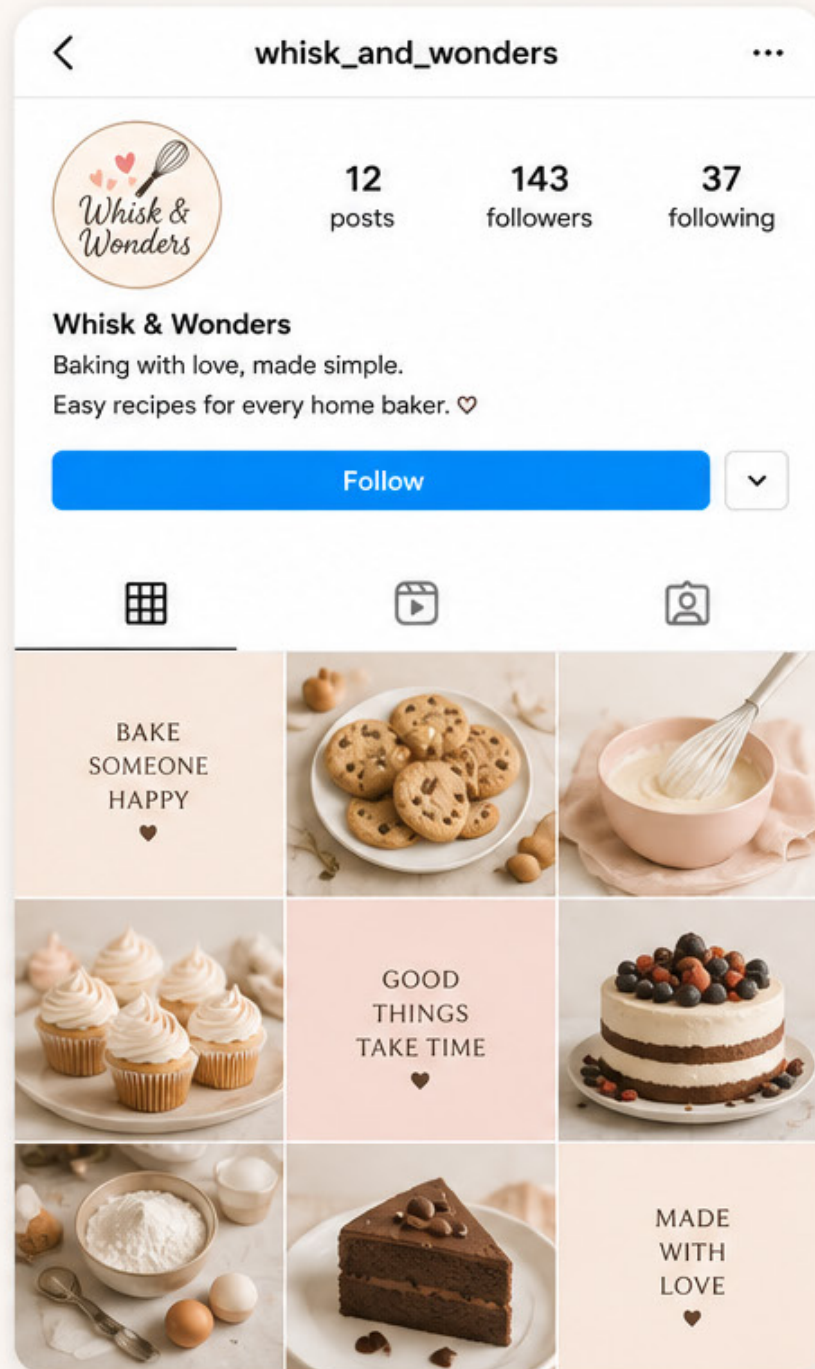 whisk_and_wonders
Whisk &
Wonders
12
posts
143
followers
37
following
Whisk & Wonders
Baking with love, made simple.
Easy recipes for every home baker. ♡
Follow
BAKE
SOMEONE
HAPPY
♥
GOOD
THINGS
TAKE TIME
♥
MADE
WITH
LOVE
♥